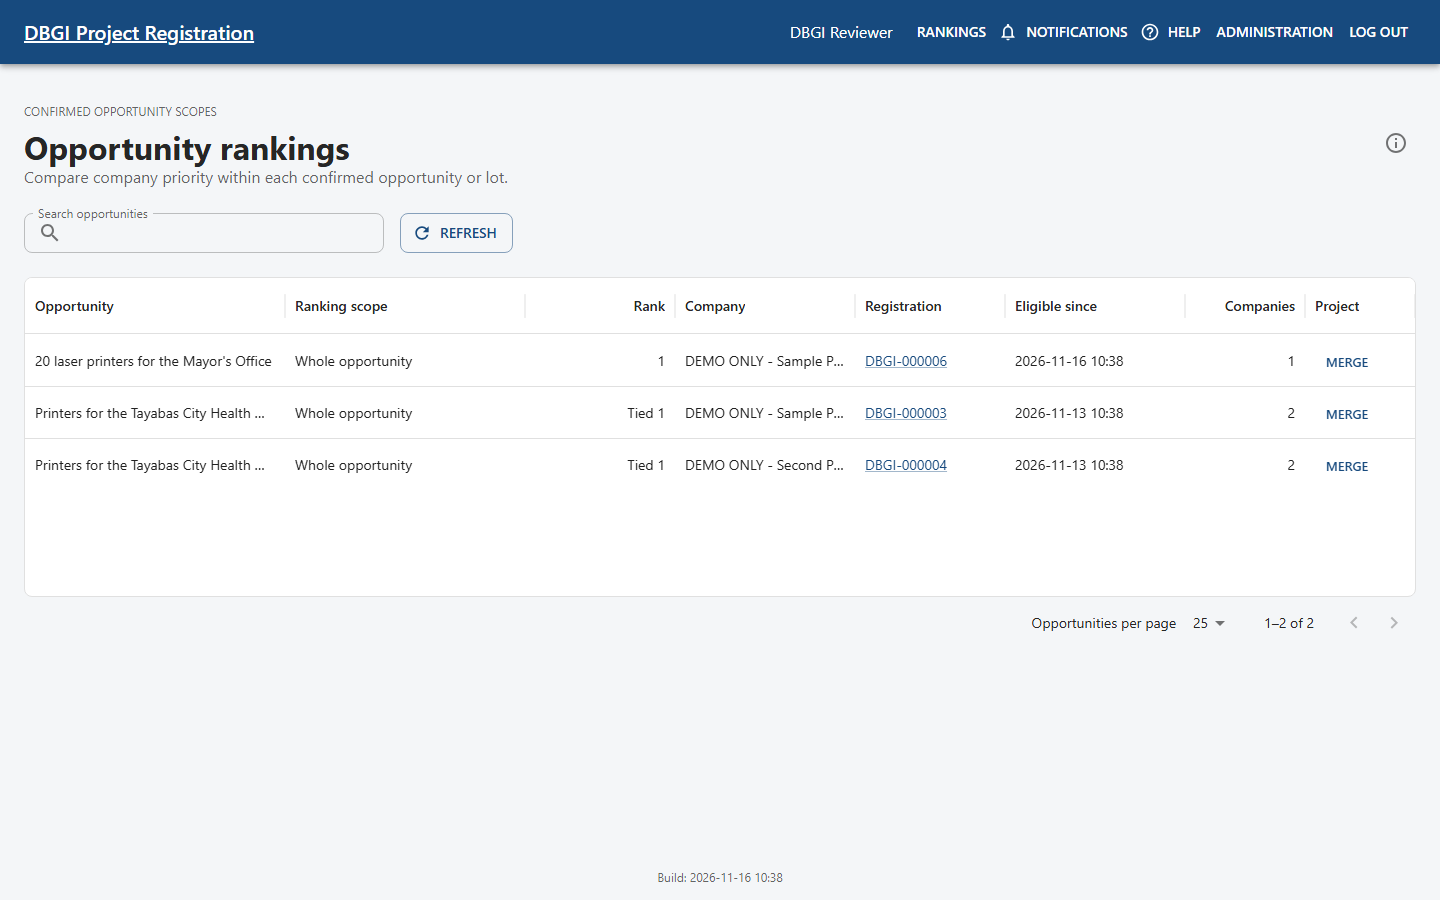 DBGI Project Registration
DBGI Reviewer RANKINGS NOTIFICATIONS HELP ADMINISTRATION LOG OUT
CONFIRMED OPPORTUNITY SCOPES
Opportunity rankings
Compare company priority within each confirmed opportunity or lot.
Search opportunities
REFRESH
Opportunity Ranking scope Rank Company Registration Eligible since Companies Project
20 laser printers for the Mayor's Office Whole opportunity 1 DEMO ONLY - Sample P... DBGI-000006 2026-11-16 10:38 1 MERGE
Printers for the Tayabas City Health ... Whole opportunity Tied 1 DEMO ONLY - Sample P... DBGI-000003 2026-11-13 10:38 2 MERGE
Printers for the Tayabas City Health ... Whole opportunity Tied 1 DEMO ONLY - Second P... DBGI-000004 2026-11-13 10:38 2 MERGE
Opportunities per page 25 1–2 of 2
Build: 2026-11-16 10:38